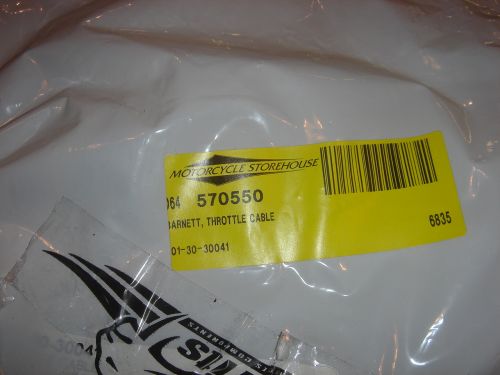 MOTORCYCLE STOREHOUSE
064 570550
BARNETT, THROTTLE CABLE
6835
01-30-30041